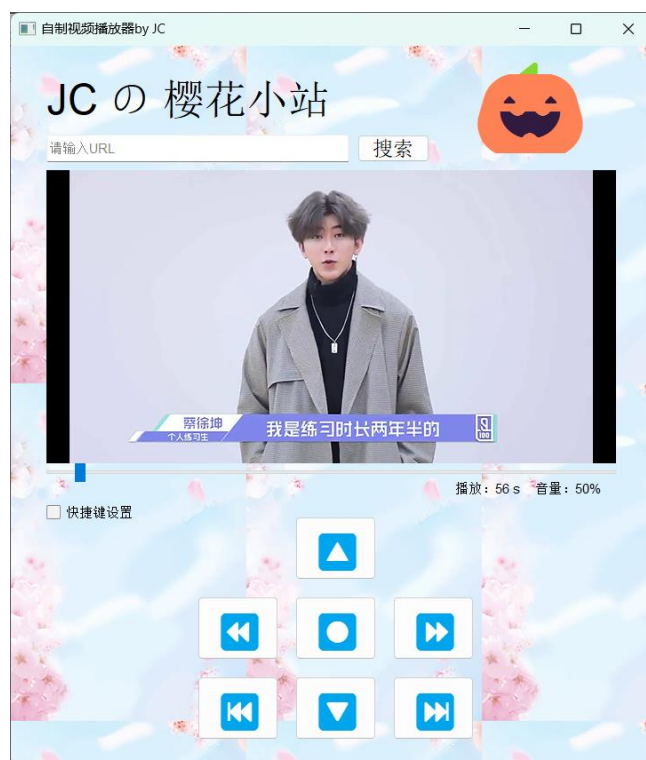 自制视频播放器by JC
JC の 樱花小站
请输入URL
搜索
蔡徐坤
个人练习生
我是练习时长两年半的
100
播放：56 s 音量：50%
快捷键设置